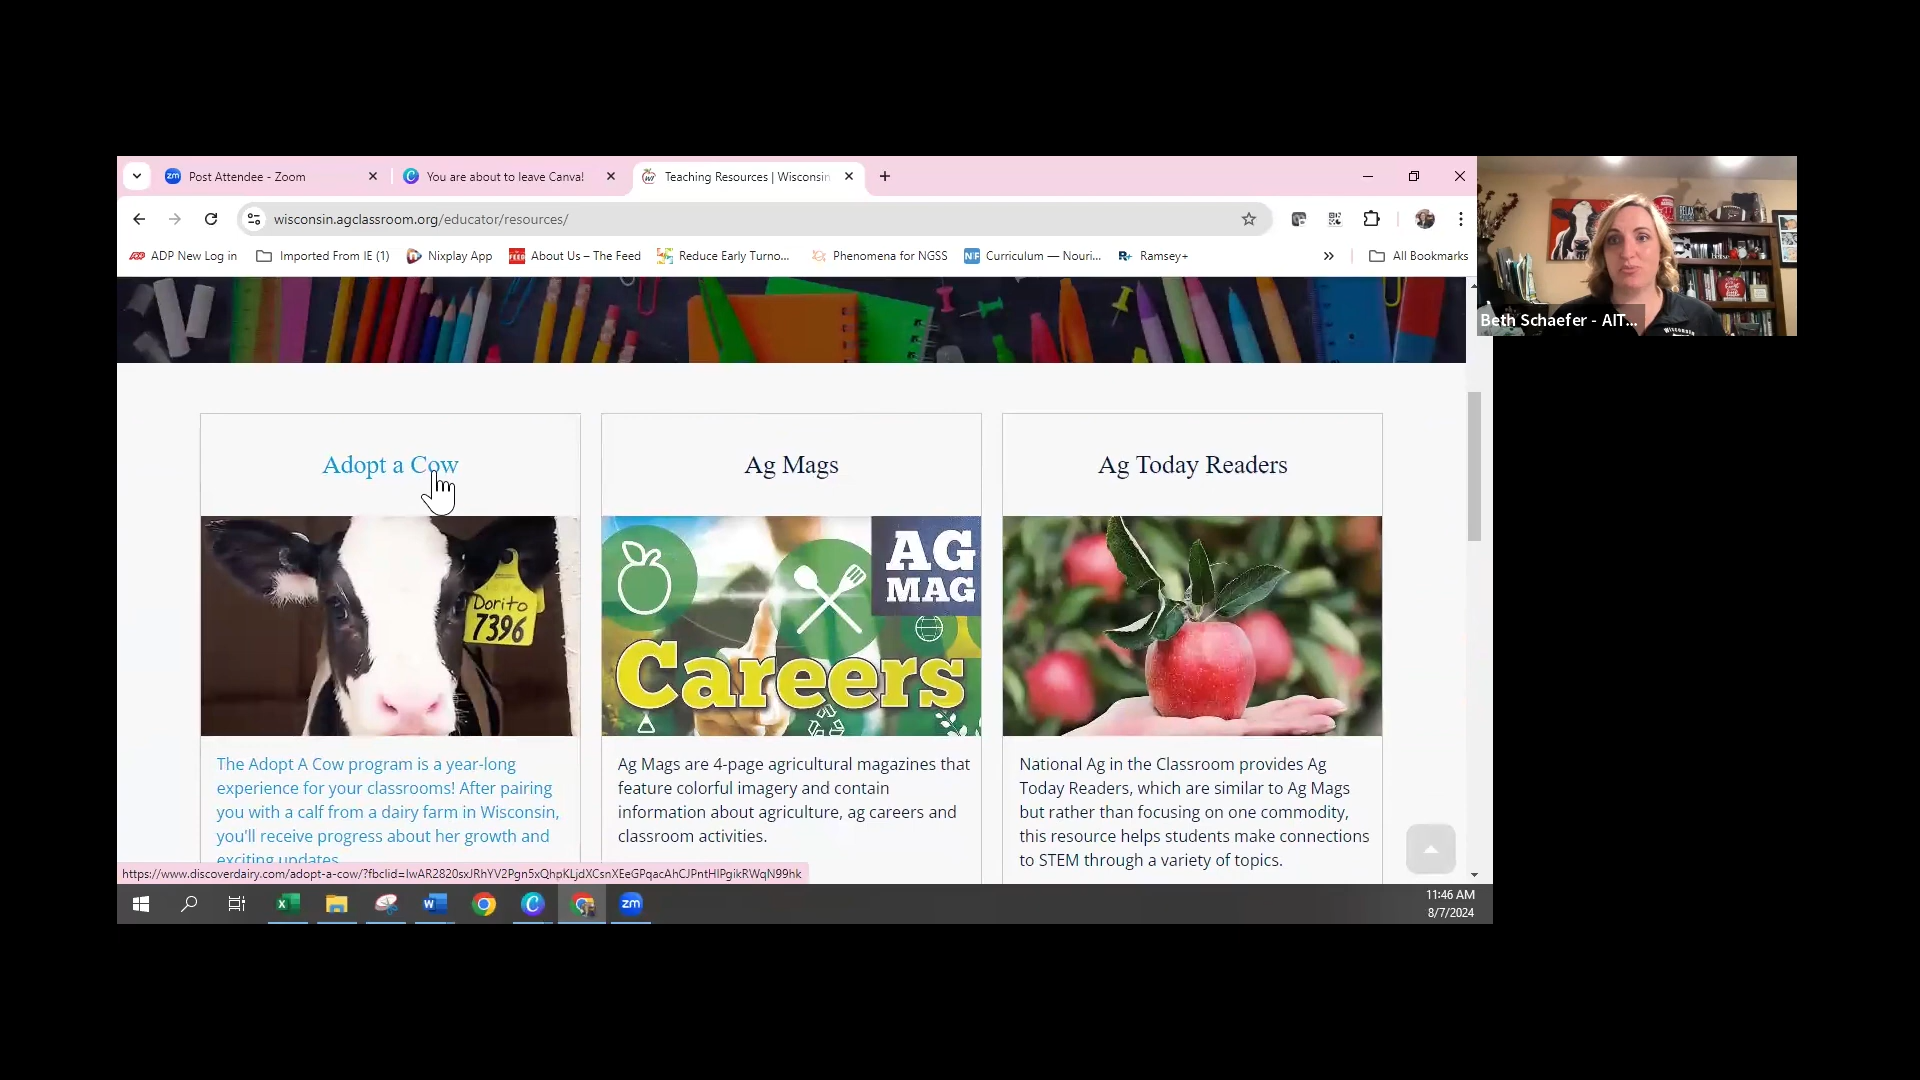 Post Attendee - Zoom
You are about to leave Canva!
Teaching Resources | Wisconsin
wisconsin.agclassroom.org/educator/resources/
ADP New Log in
Imported From IE (1)
Nixplay App
About Us – The Feed
Reduce Early Turno...
Phenomena for NGSS
Curriculum — Nouri...
Ramsey+
»
All Bookmarks
Beth Schaefer - AIT...
Adopt a Cow
Ag Mags
Ag Today Readers
Dorito
7396
AG
MAG
Careers
The Adopt A Cow program is a year-long
experience for your classrooms! After pairing
you with a calf from a dairy farm in Wisconsin,
you'll receive progress about her growth and
exciting updates.
Ag Mags are 4-page agricultural magazines that
feature colorful imagery and contain
information about agriculture, ag careers and
classroom activities.
National Ag in the Classroom provides Ag
Today Readers, which are similar to Ag Mags
but rather than focusing on one commodity,
this resource helps students make connections
to STEM through a variety of topics.
https://www.discoverdairy.com/adopt-a-cow/?fbclid=IwAR2820sxJRhYV2Pgn5xQhpKLjdXCsnXEeGPqacAhCJPntHIPgikRWqN99hk
zm
11:46 AM
8/7/2024